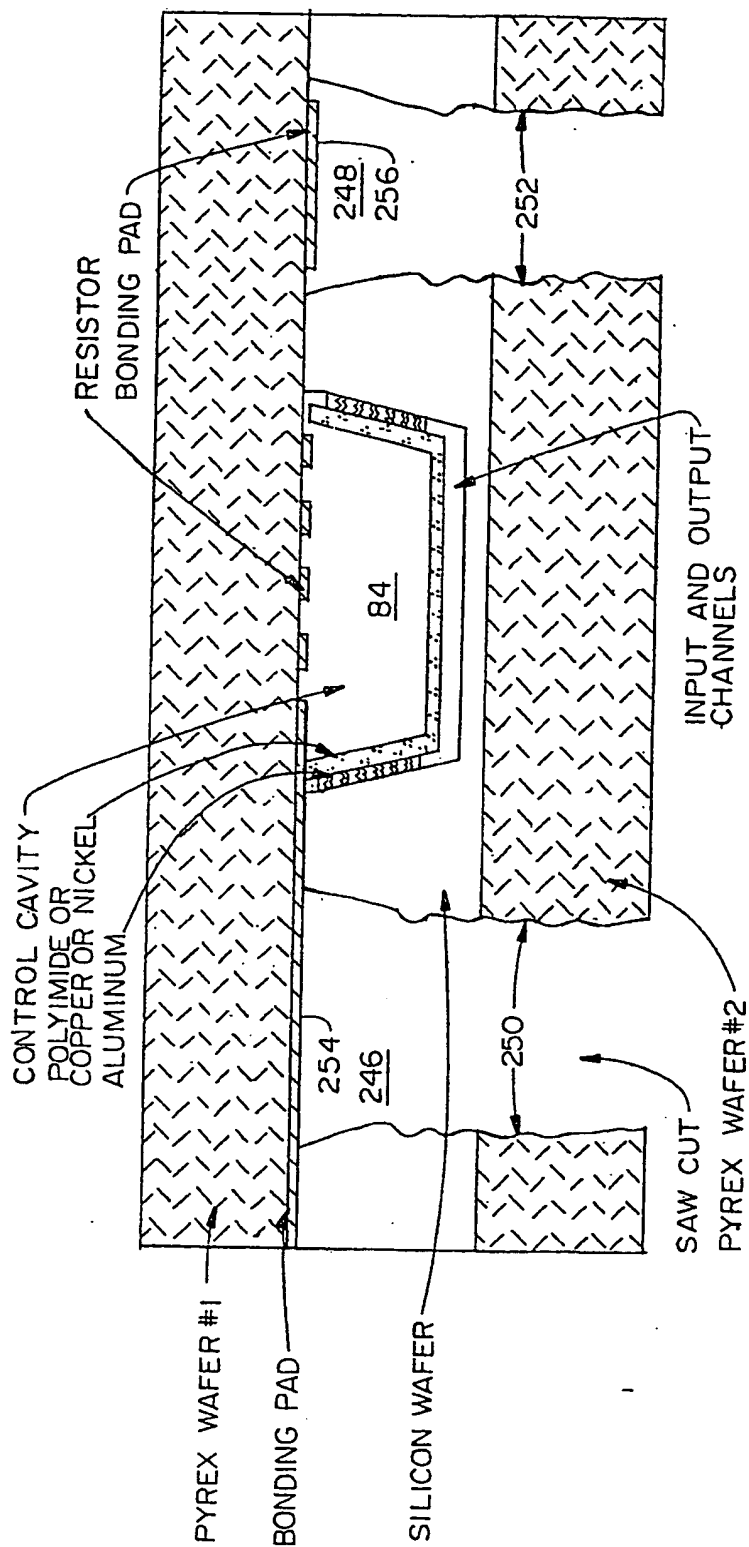 CONTROL CAVITY
POLYIMIDE OR
COPPER OR NICKEL
ALUMINUM
RESISTOR
BONDING PAD
PYREX WAFER #1
BONDING PAD
SILICON WAFER
254
246
84
248
256
250
252
SAW CUT
PYREX WAFER #2
INPUT AND OUTPUT
CHANNELS